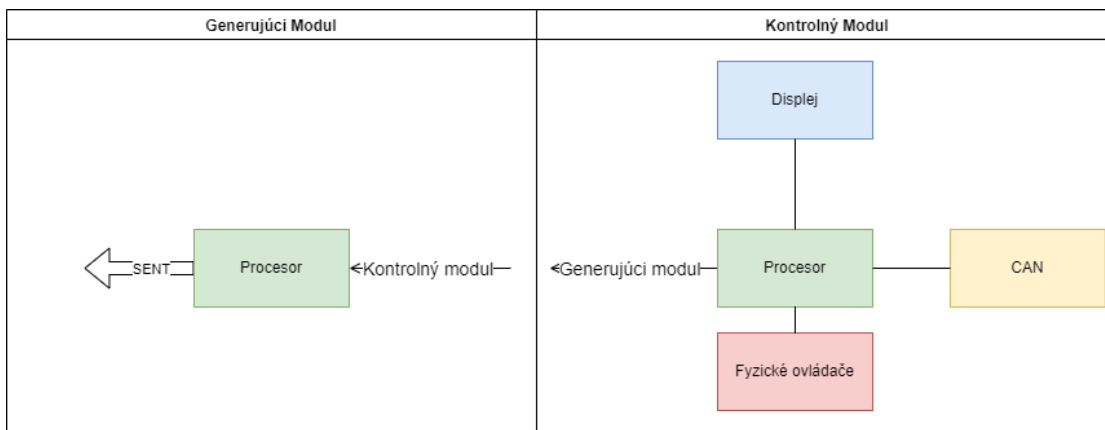 Generujúci Modul
Kontrolný Modul
Displej
SENT
Procesor
Kontrolný modul
Generujúci modul
Procesor
CAN
Fyzické ovládače